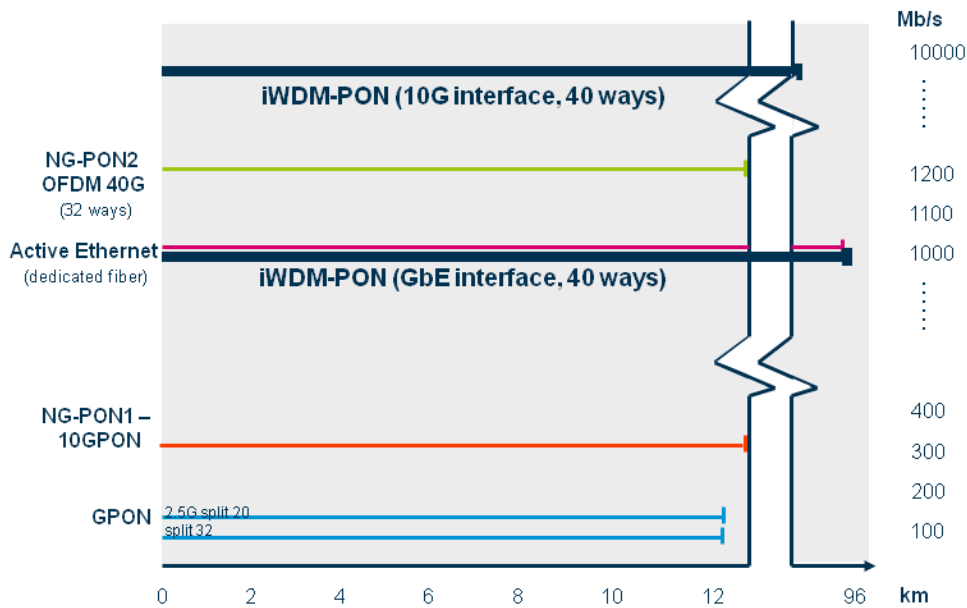 Mb/s
10000
iWDM-PON (10G interface, 40 ways)
NG-PON2
OFDM 40G
(32 ways)
1200
1100
Active Ethernet
(dedicated fiber)
1000
iWDM-PON (GbE interface, 40 ways)
NG-PON1 –
10GPON
400
300
200
GPON
2.5G split 20
split 32
100
0 2 4 6 8 10 12 96 km